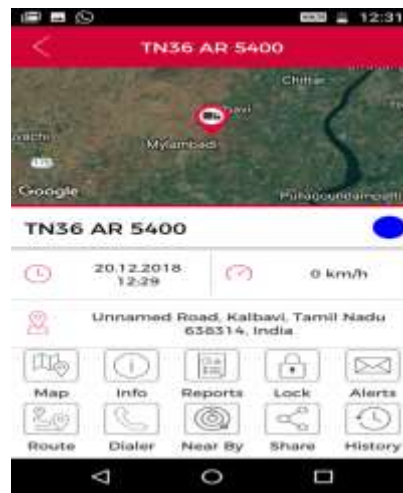 12:31
TN36 AR 5400
Chittar
Mylambadi
Google
TN36 AR 5400
20.12.2018
12:29
0 km/h
Unnamed Road, Kalbavi, Tamil Nadu
638314, India
Map Info Reports Lock Alerts
Route Dialer Near By Share History